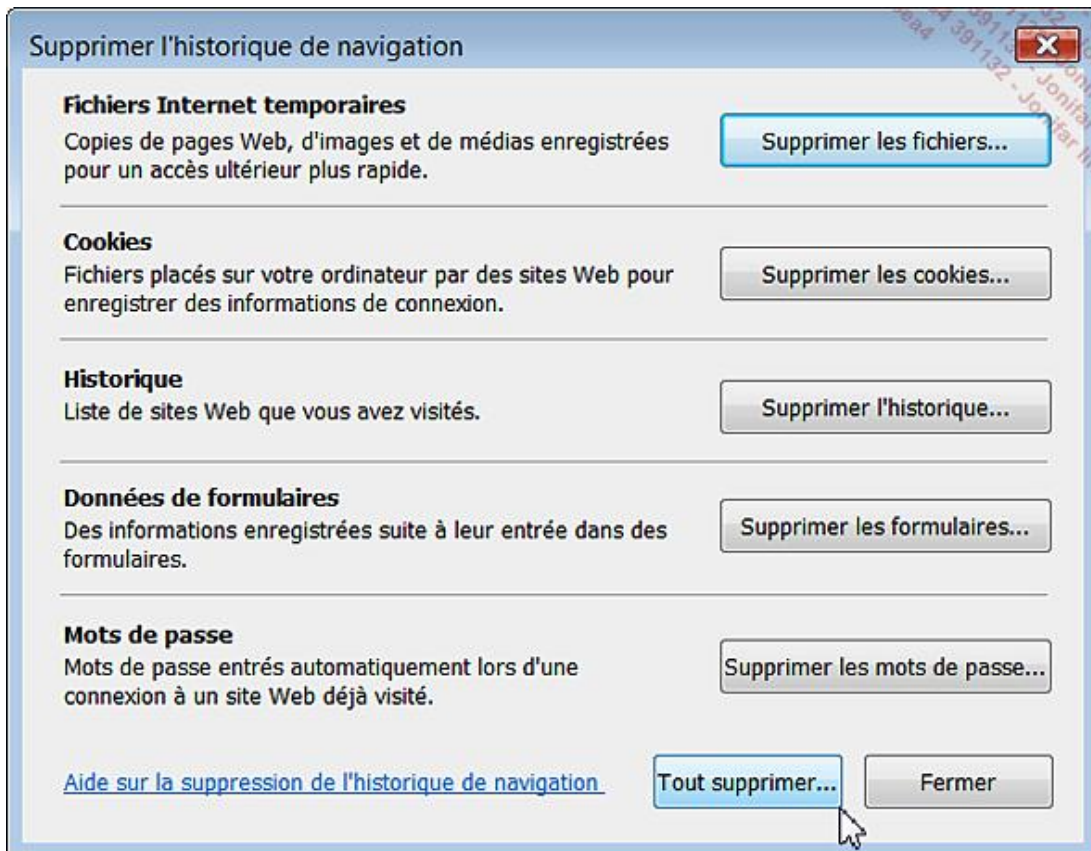 Supprimer l'historique de navigation
Fichiers Internet temporaires
Copies de pages Web, d'images et de médias enregistrées
pour un accès ultérieur plus rapide.
Supprimer les fichiers...
Cookies
Fichiers placés sur votre ordinateur par des sites Web pour
enregistrer des informations de connexion.
Supprimer les cookies...
Historique
Liste de sites Web que vous avez visités.
Supprimer l'historique...
Données de formulaires
Des informations enregistrées suite à leur entrée dans des
formulaires.
Supprimer les formulaires...
Mots de passe
Mots de passe entrés automatiquement lors d'une
connexion à un site Web déjà visité.
Supprimer les mots de passe...
Aide sur la suppression de l'historique de navigation
Tout supprimer...
Fermer
391132 - Jonifar